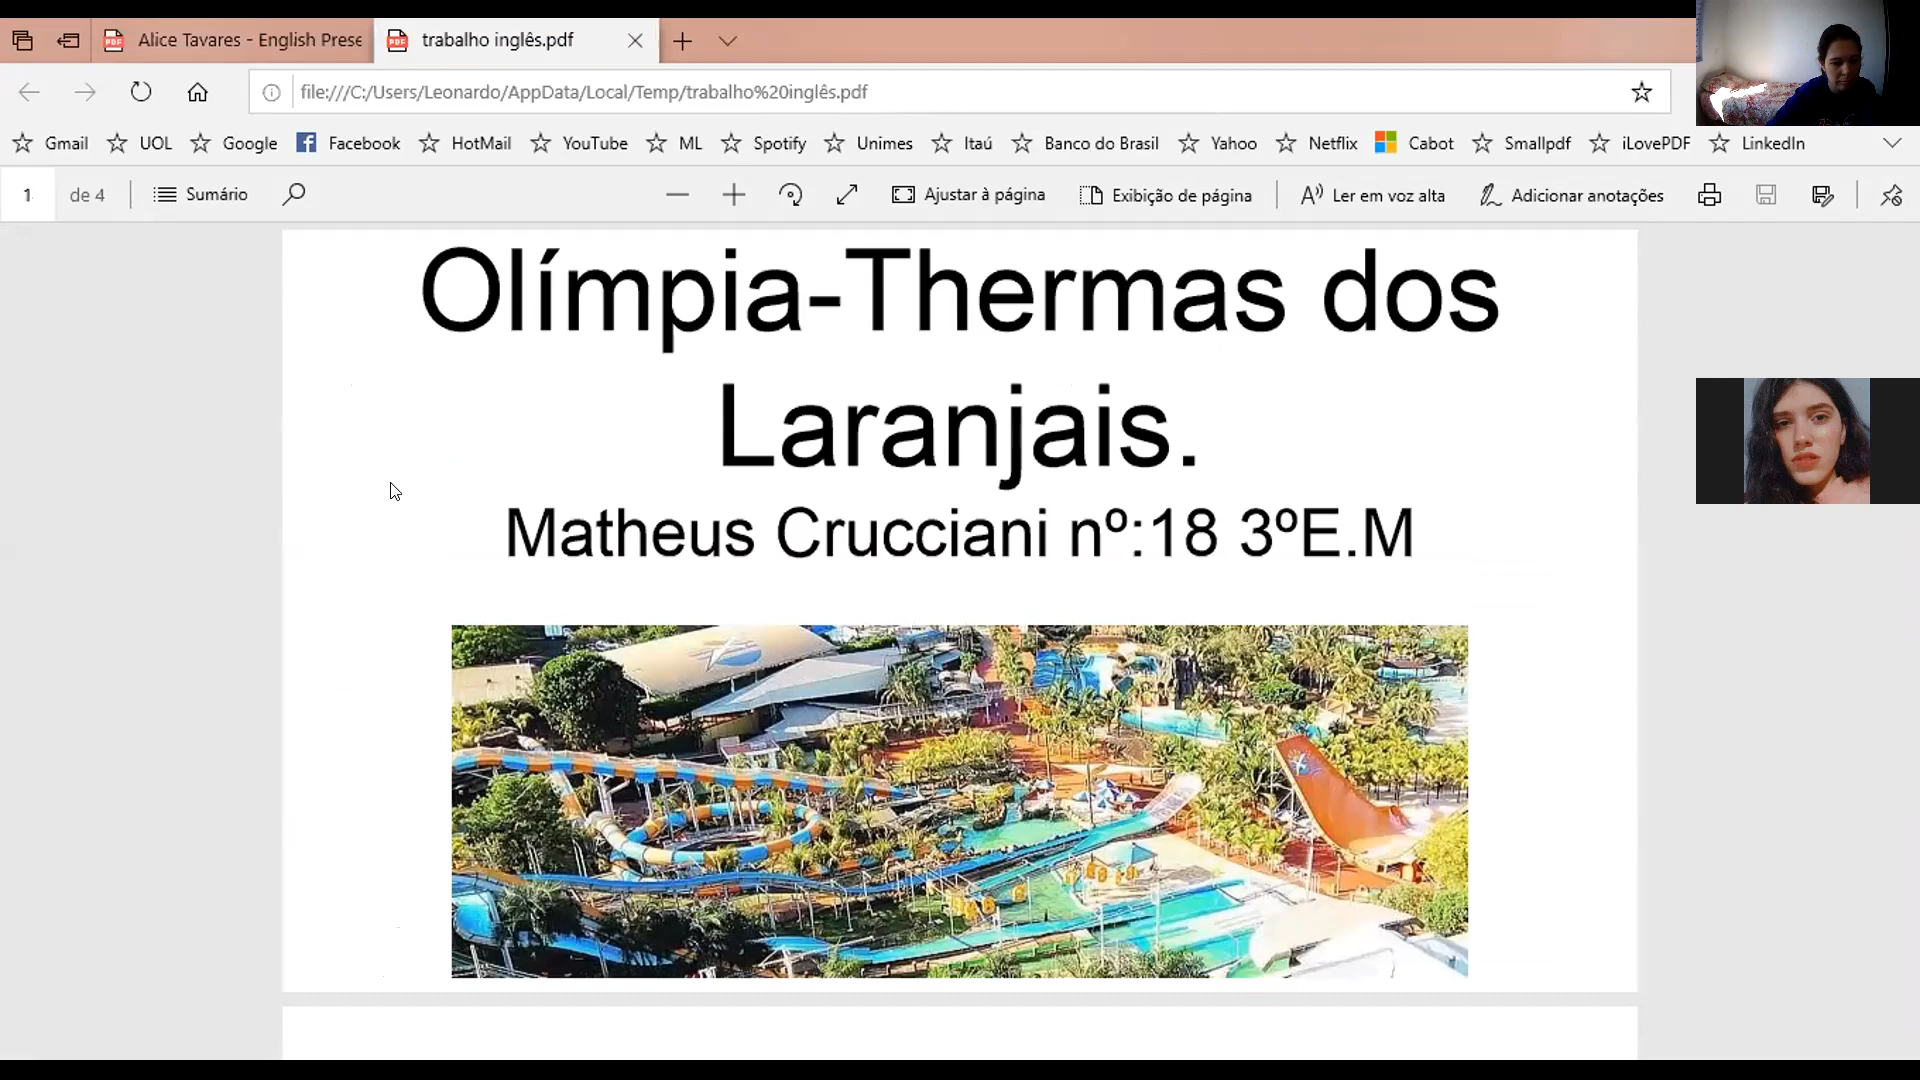 Alice Tavares - English Prese
trabalho inglês.pdf
file:///C:/Users/Leonardo/AppData/Local/Temp/trabalho%20inglês.pdf
Gmail UOL Google Facebook HotMail YouTube ML Spotify Unimes Itaú Banco do Brasil Yahoo Netflix Cabot Smallpdf iLovePDF LinkedIn
1 de 4 Sumário Ajustar à página Exibição de página Ler em voz alta Adicionar anotações
Olímpia-Thermas dos
Laranjais.
Matheus Crucciani nº:18 3ºE.M